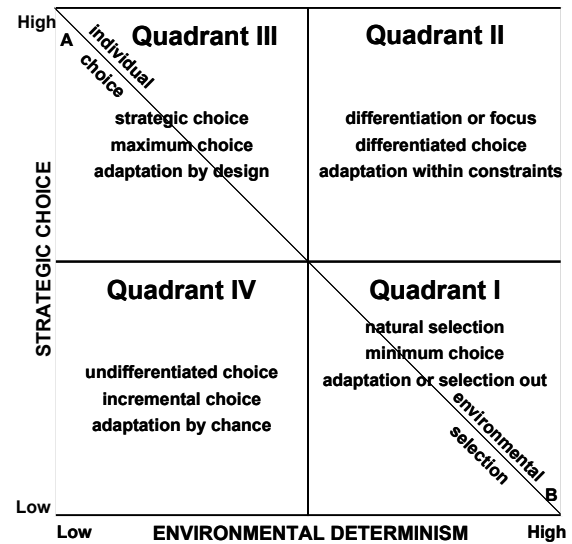 High
A
individual
choice
Quadrant III
strategic choice
maximum choice
adaptation by design
Quadrant II
differentiation or focus
differentiated choice
adaptation within constraints
STRATEGIC CHOICE
Quadrant IV
undifferentiated choice
incremental choice
adaptation by chance
Quadrant I
natural selection
minimum choice
adaptation or selection out
environmental
selection
B
Low
Low
ENVIRONMENTAL DETERMINISM
High